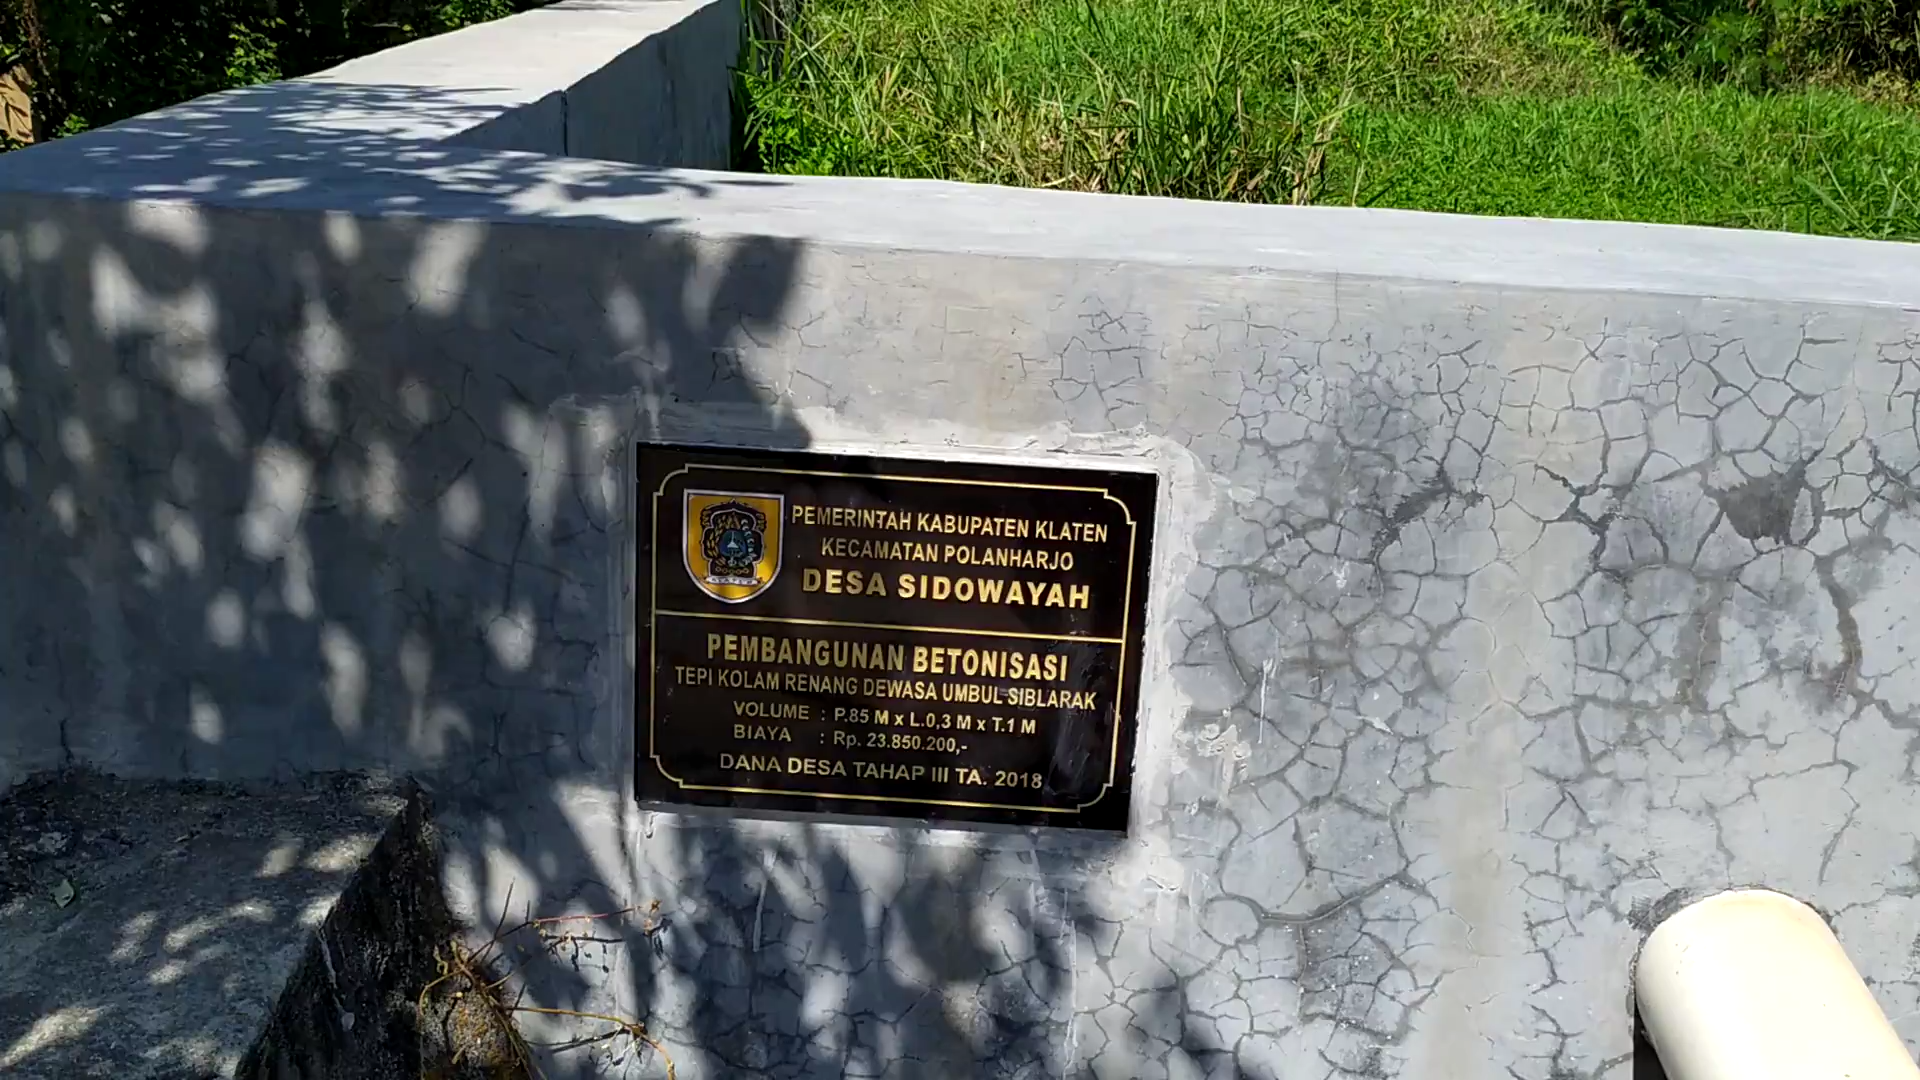 PEMERINTAH KABUPATEN KLATEN
KECAMATAN POLANHARJO
DESA SIDOWAYAH
PEMBANGUNAN BETONISASI
TEPI KOLAM RENANG DEWASA UMBUL SIBLARAK
VOLUME : P.85 M x L.0,3 M x T.1 M
BIAYA : Rp. 23.850.200,-
DANA DESA TAHAP III TA. 2018